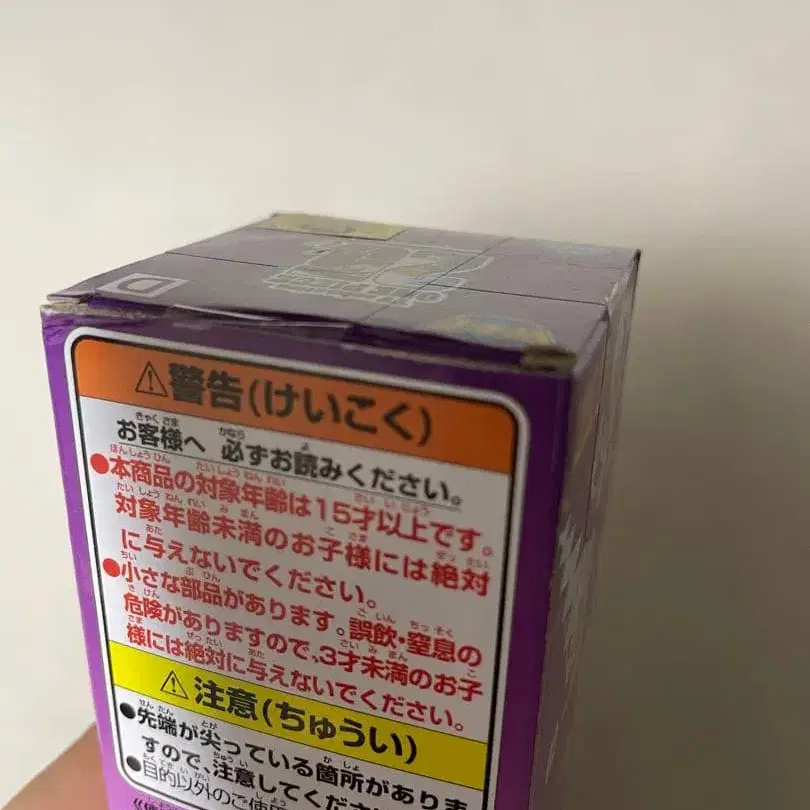 D
⚠警告(けいこく)
お客様へ 必ずお読みください。
●本商品の対象年齢は15才以上です。
対象年齢未満のお子様には絶対
に与えないでください。
●小さな部品があります。誤飲・窒息の
危険がありますので、3才未満のお子
様には絶対に与えないでください。
⚠注意(ちゅうい)
●先端が尖っている箇所がありま
すので、注意してくだ
●目的以外のご使